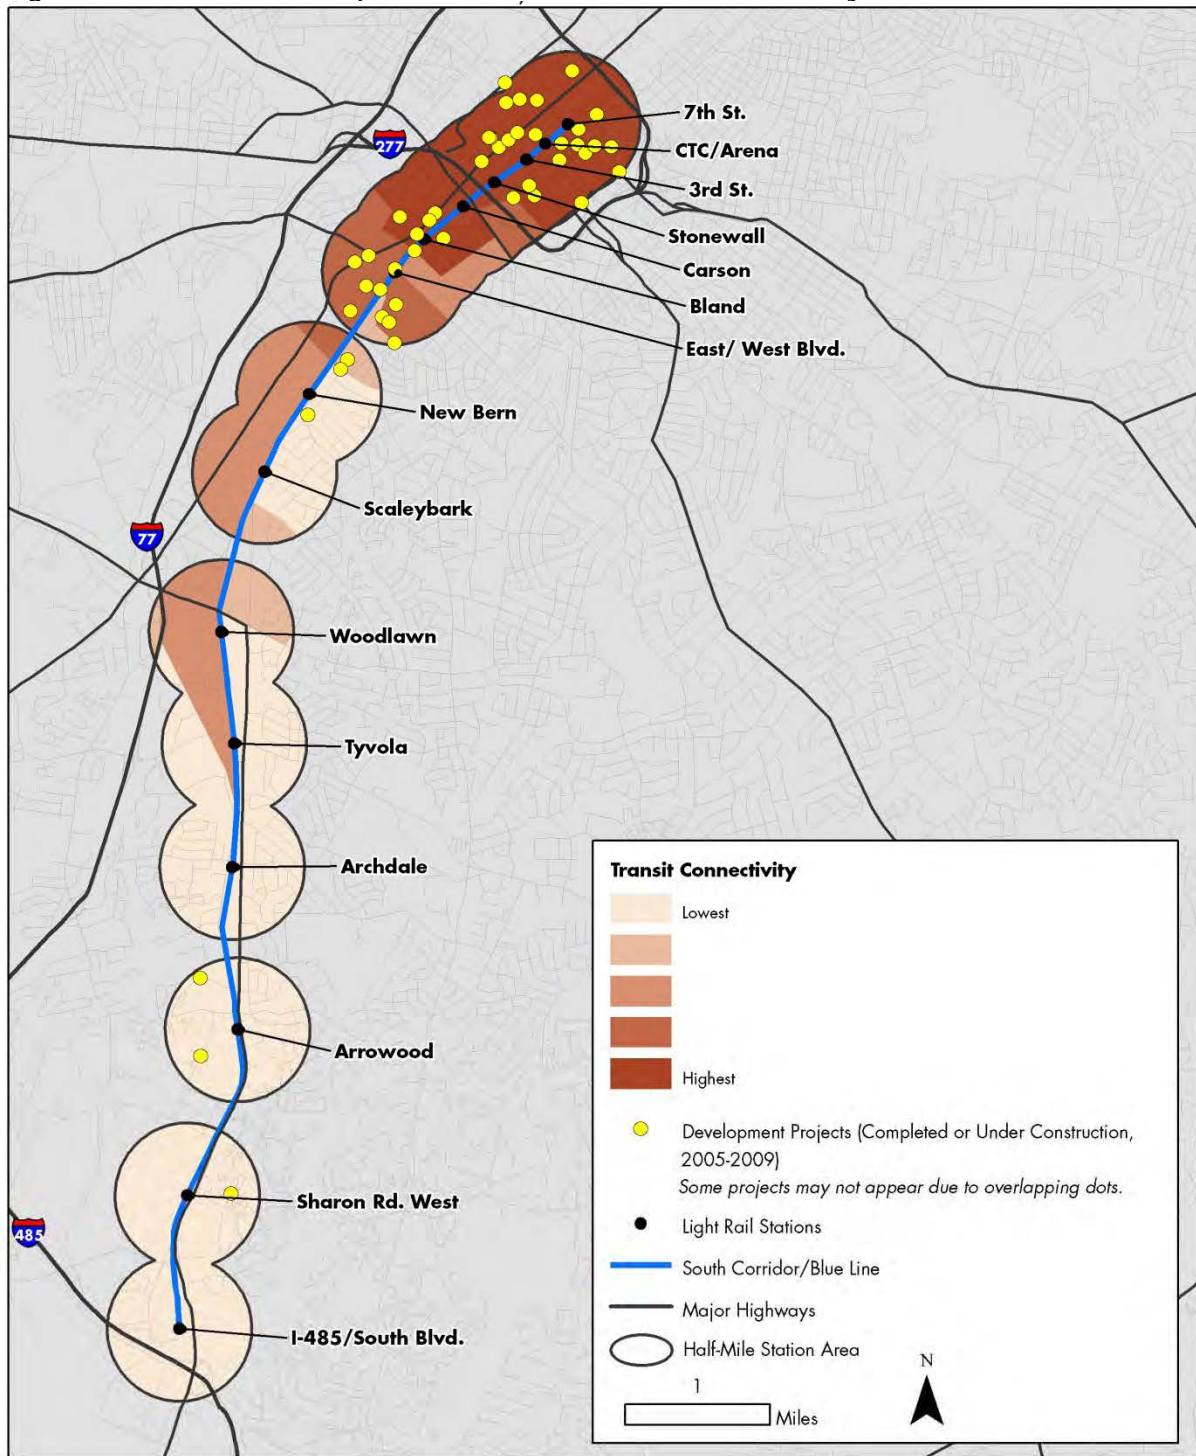 277
7th St.
CTC/Arena
3rd St.
Stonewall
Carson
Bland
East/ West Blvd.
New Bern
Scaleybark
77
Woodlawn
Tyvola
Archdale
Arrowood
Sharon Rd. West
485
I-485/South Blvd.
Transit Connectivity
Lowest
Highest
Development Projects (Completed or Under Construction,
2005-2009)
Some projects may not appear due to overlapping dots.
Light Rail Stations
South Corridor/Blue Line
Major Highways
Half-Mile Station Area
N
1
Miles